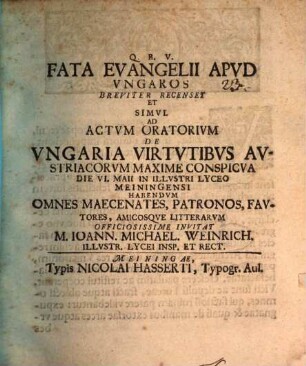 Q. B. V.
FATA EVANGELII APVD
VNGAROS
BREVITER RECENSET
ET
SIMVL
AD
ACTVM ORATORIVM
DE
VNGARIA VIRTVTIBVS AV-
STRIACORVM MAXIME CONSPICVA
DIE VI. MAII IN ILLVSTRI LYCEO
MEININGENSI
HABENDVM
OMNES MAECENATES, PATRONOS, FAV-
TORES, AMICOSQVE LITTERARVM
OFFICIOSISSIME INVITAT
M. IOANN. MICHAEL. WEINRICH,
ILLVSTR. LYCEI INSP. ET RECT.
MEININGAE,
Typis NICOLAI HASSERTI, Typogr. Aul.